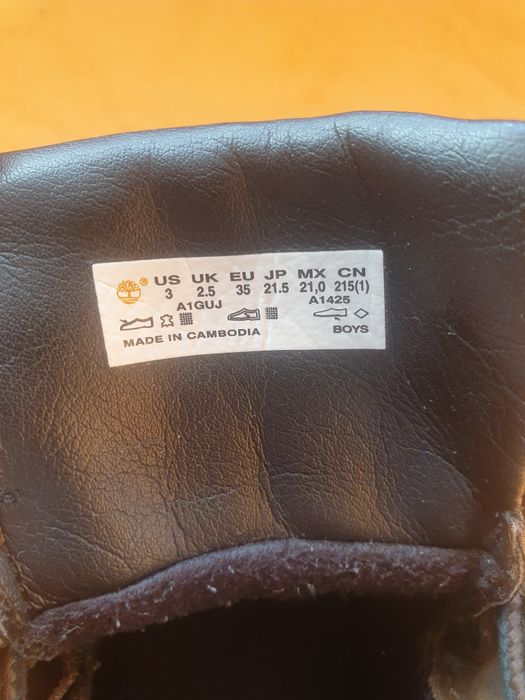 ® US UK EU JP MX CN
3 2.5 35 21.5 21,0 215(1)
A1GUJ A1425
MADE IN CAMBODIA BOYS